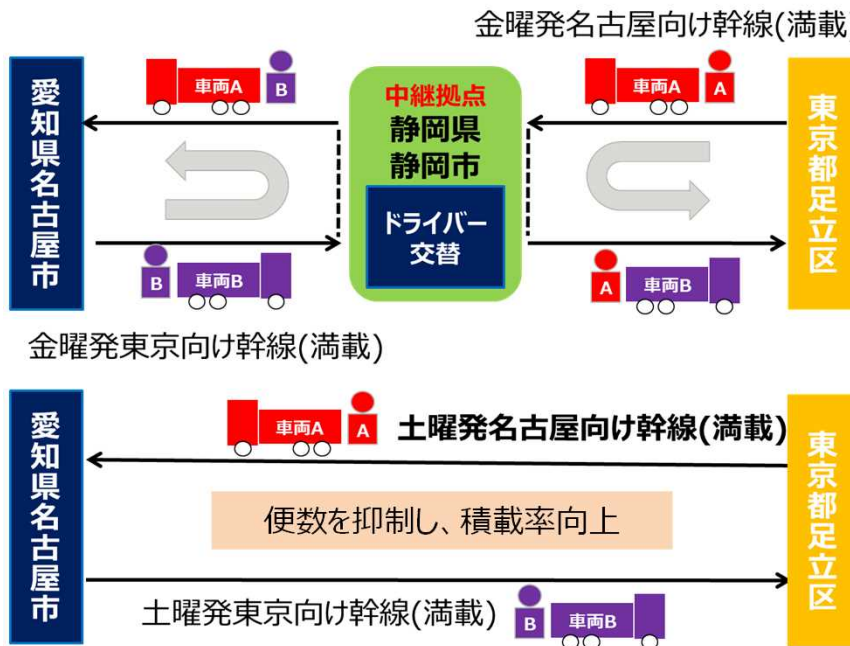 金曜発名古屋向け幹線(満載)
愛知県名古屋市
車両A
B
中継拠点
静岡県
静岡市
ドライバー
交替
車両A
A
東京都足立区
B
車両B
A
車両B
金曜発東京向け幹線(満載)
愛知県名古屋市
車両A
A
土曜発名古屋向け幹線(満載)
東京都足立区
便数を抑制し、積載率向上
土曜発東京向け幹線(満載)
B
車両B